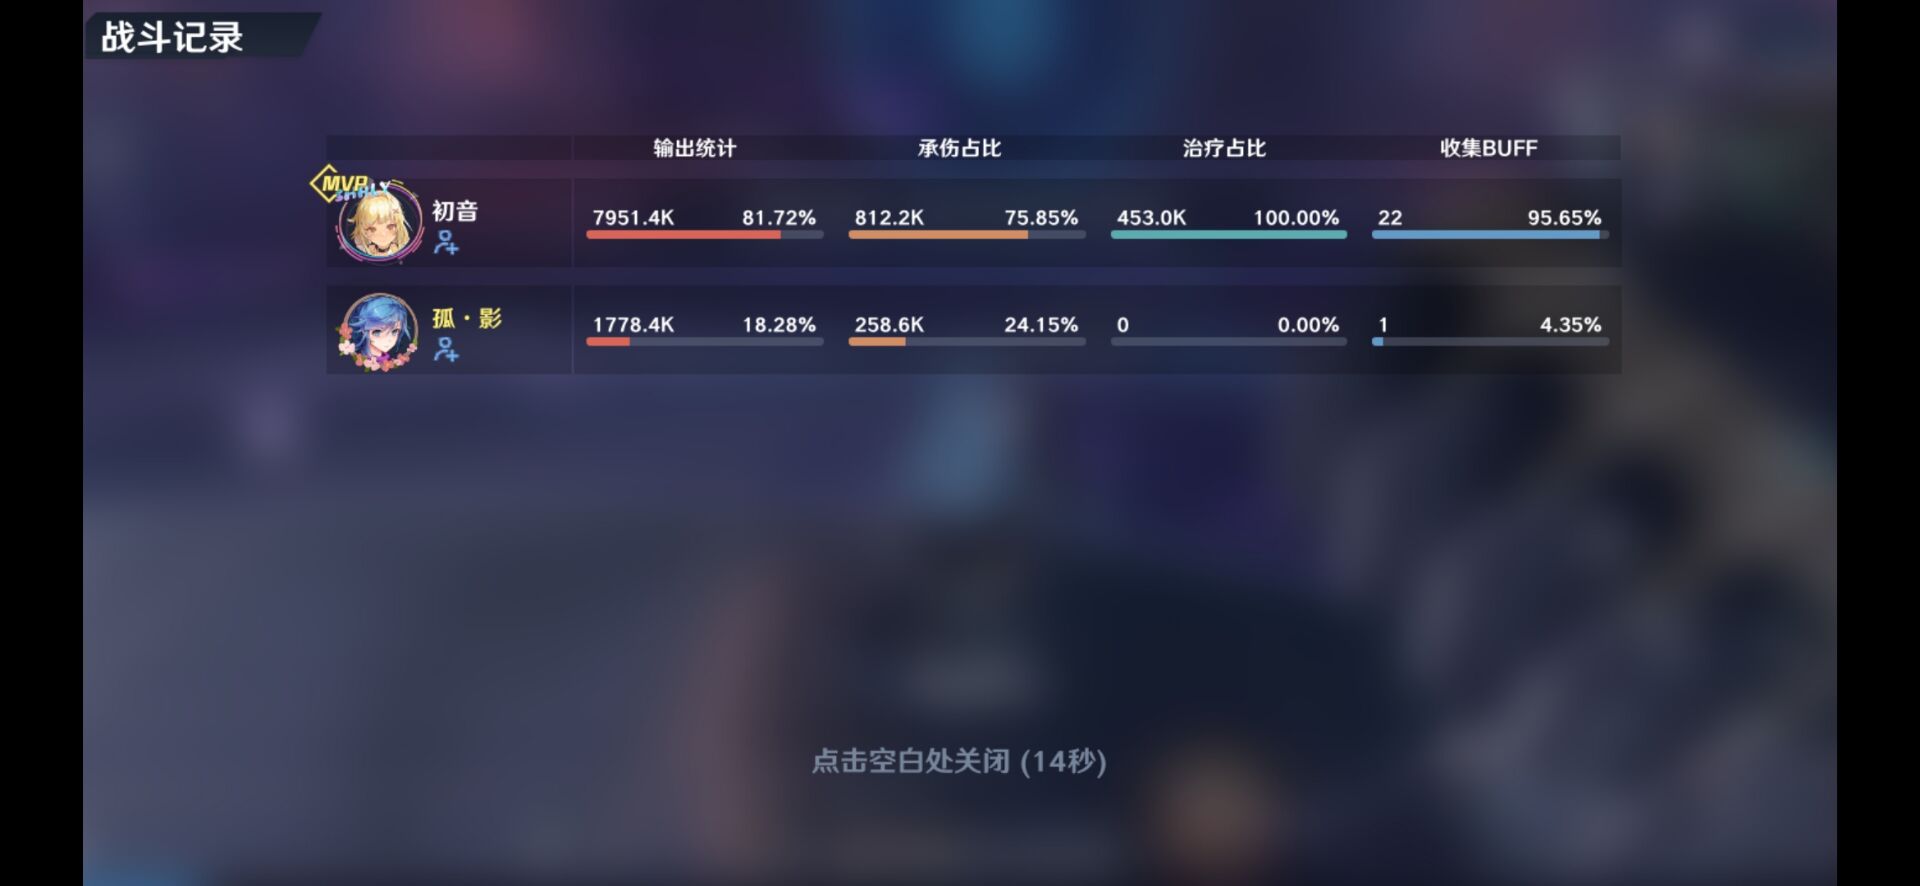 战斗记录
输出统计 承伤占比 治疗占比 收集BUFF
MVP
初音
7951.4K 81.72% 812.2K 75.85% 453.0K 100.00% 22 95.65%
孤·影
1778.4K 18.28% 258.6K 24.15% 0 0.00% 1 4.35%
点击空白处关闭 (14秒)